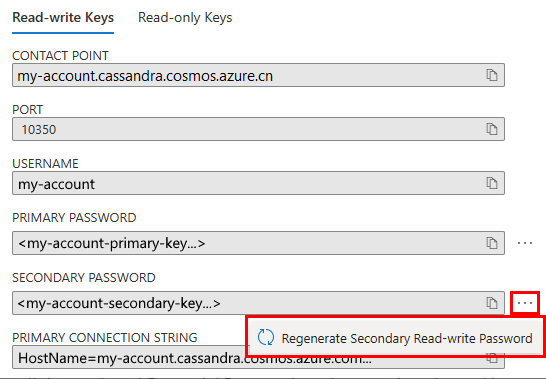 Read-write Keys Read-only Keys
CONTACT POINT
my-account.cassandra.cosmos.azure.cn
PORT
10350
USERNAME
my-account
PRIMARY PASSWORD
<my-account-primary-key...>
...
SECONDARY PASSWORD
<my-account-secondary-key...>
...
Regenerate Secondary Read-write Password
PRIMARY CONNECTION STRING
HostName=my-account.cassandra.cosmos.azure.com...